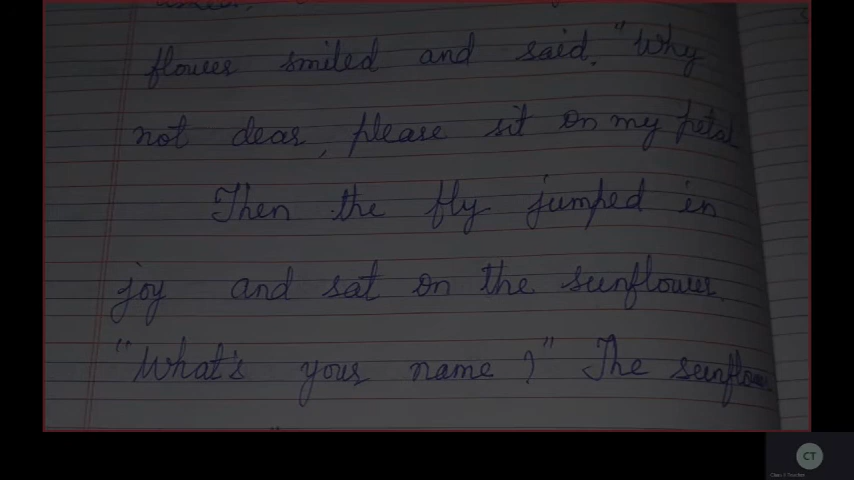 flower smiled and said. "Why
not dear, please sit on my petal
Then the fly jumped in
joy and sat on the sunflower.
"What's your name?" The sunflower
CT